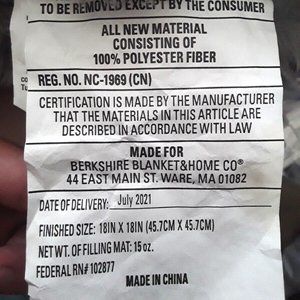 TO BE REMOVED EXCEPT BY THE CONSUMER
ALL NEW MATERIAL
CONSISTING OF
100% POLYESTER FIBER
REG. NO. NC-1969 (CN)
CERTIFICATION IS MADE BY THE MANUFACTURER
THAT THE MATERIALS IN THIS ARTICLE ARE
DESCRIBED IN ACCORDANCE WITH LAW
MADE FOR
BERKSHIRE BLANKET&HOME CO®
44 EAST MAIN ST. WARE, MA 01082
DATE OF DELIVERY: July 2021
FINISHED SIZE: 18IN X 18IN (45.7CM X 45.7CM)
NET WT. OF FILLING MAT: 15 oz.
FEDERAL RN# 102877
MADE IN CHINA